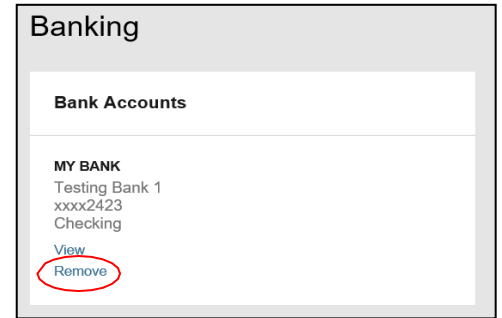 Banking
Bank Accounts
MY BANK
Testing Bank 1
xxxx2423
Checking
View
Remove